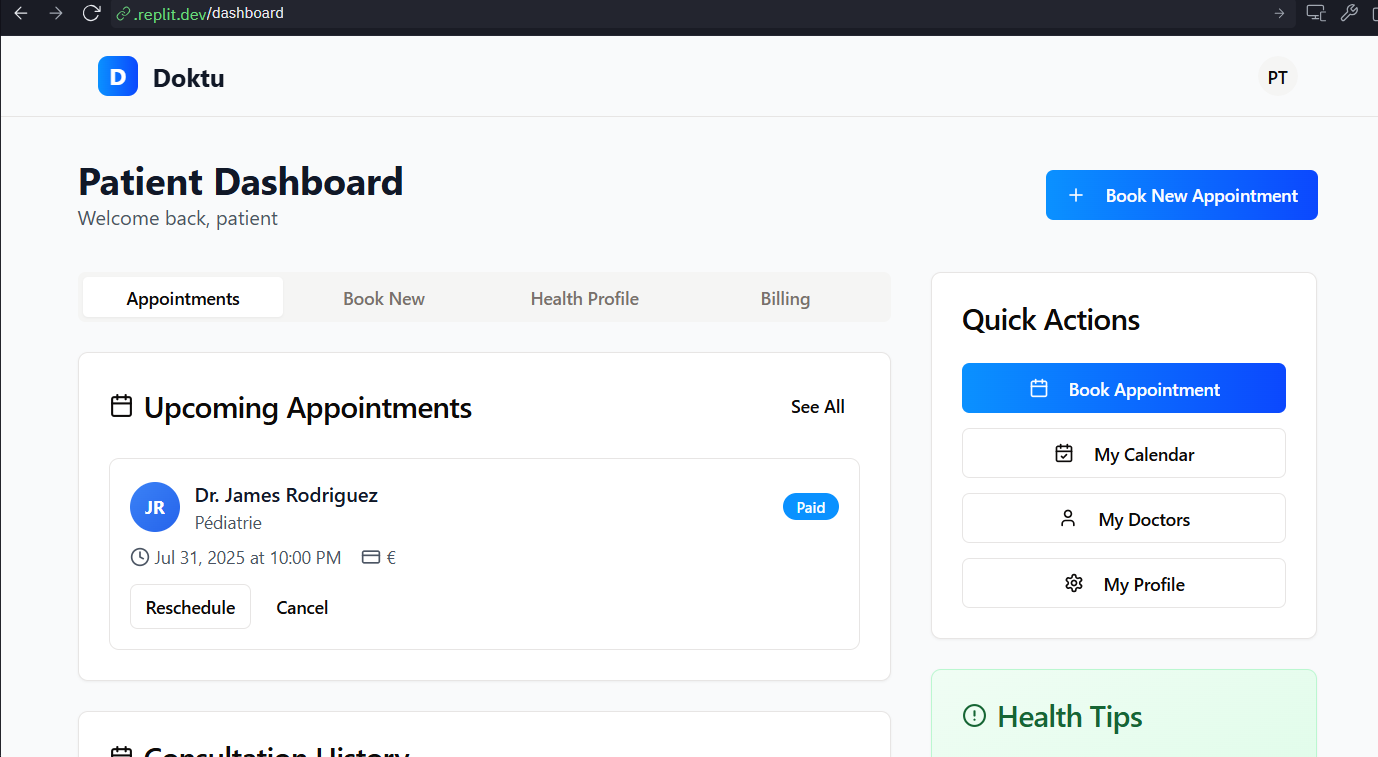 .replit.dev/dashboard
D Doktu
PT
Patient Dashboard
Welcome back, patient
Book New Appointment
Appointments Book New Health Profile Billing
Upcoming Appointments See All
JR Dr. James Rodriguez
Pédiatrie
Paid
Jul 31, 2025 at 10:00 PM €
Reschedule Cancel
Consultation History
Quick Actions
Book Appointment
My Calendar
My Doctors
My Profile
Health Tips